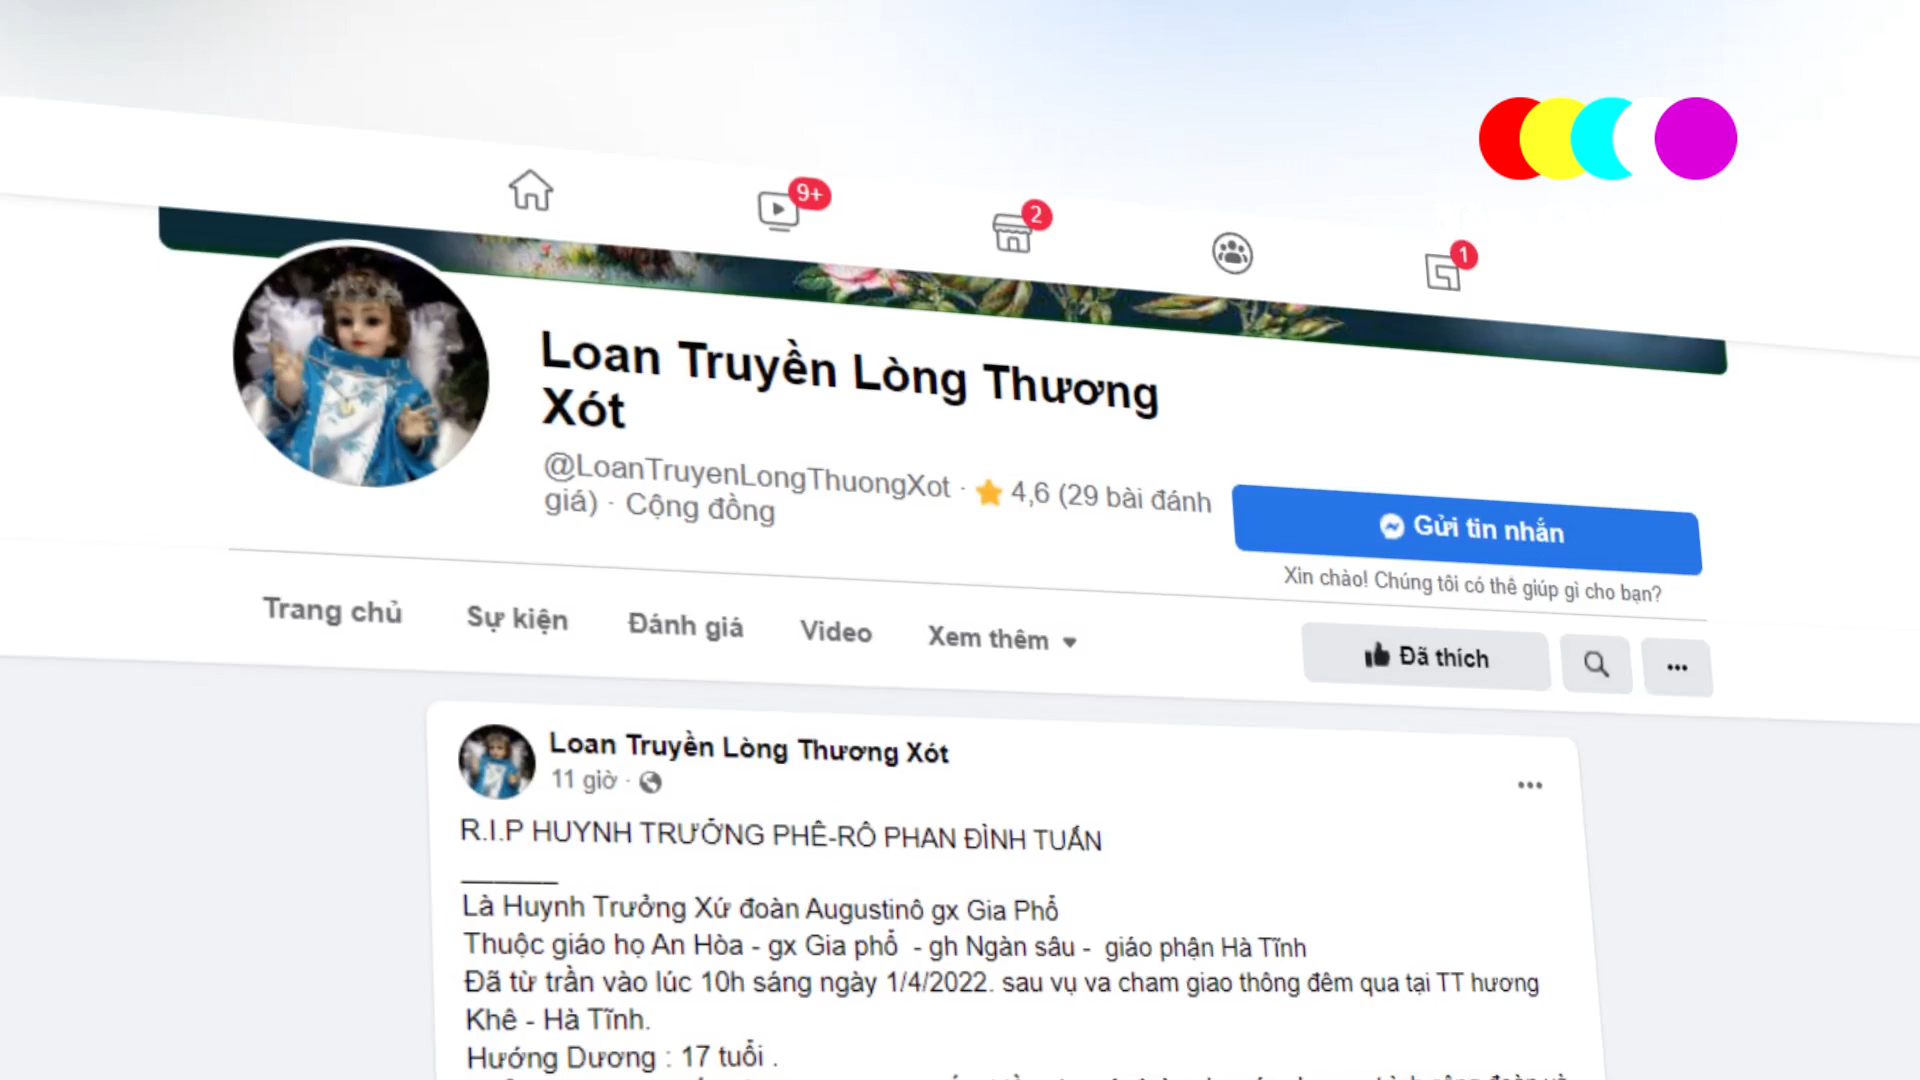 9+
2
1
Loan Truyền Lòng Thương
Xót
@LoanTruyenLongThuongXot · 4,6 (29 bài đánh
giá) · Cộng đồng
Gửi tin nhắn
Xin chào! Chúng tôi có thể giúp gì cho bạn?
Trang chủ Sự kiện Đánh giá Video Xem thêm
Đã thích
Loan Truyền Lòng Thương Xót
11 giờ ·
R.I.P HUYNH TRƯỞNG PHÊ-RÔ PHAN ĐÌNH TUẤN
______
Là Huynh Trưởng Xứ đoàn Augustinô gx Gia Phổ
Thuộc giáo họ An Hòa - gx Gia phổ - gh Ngàn sâu - giáo phận Hà Tĩnh
Đã từ trần vào lúc 10h sáng ngày 1/4/2022. sau vụ va cham giao thông đêm qua tại TT hương
Khê - Hà Tĩnh.
Hướng Dương : 17 tuổi .